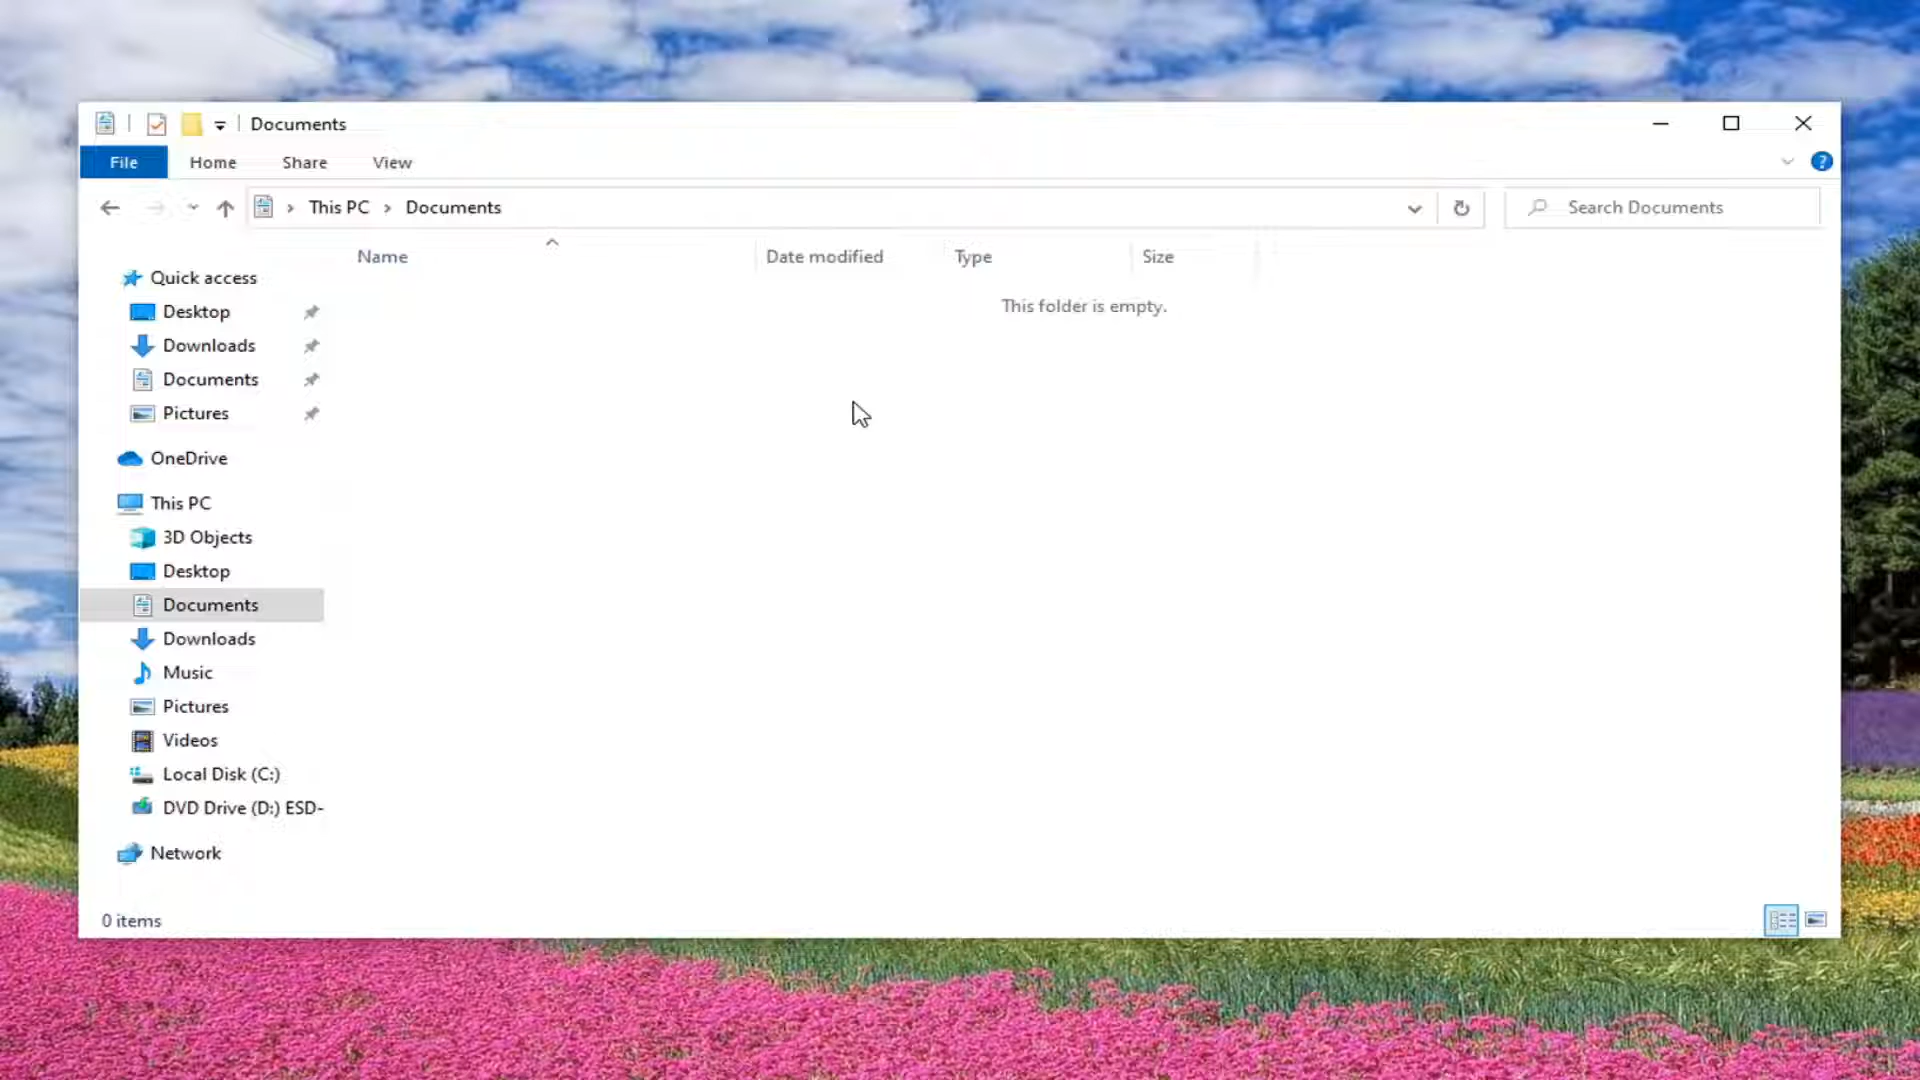 Documents
File Home Share View
This PC Documents
Search Documents
Name Date modified Type Size
This folder is empty.
Quick access
Desktop
Downloads
Documents
Pictures
OneDrive
This PC
3D Objects
Desktop
Documents
Downloads
Music
Pictures
Videos
Local Disk (C:)
DVD Drive (D:) ESD-
Network
0 items